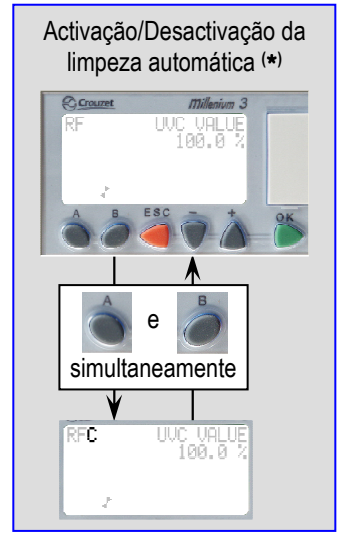 Activação/Desactivação da
limpeza automática (*)
Crouzet Millenium 3
RF UVC VALUE
100.0 %
A B ESC - + OK
A e B
simultaneamente
RFC UVC VALUE
100.0 %